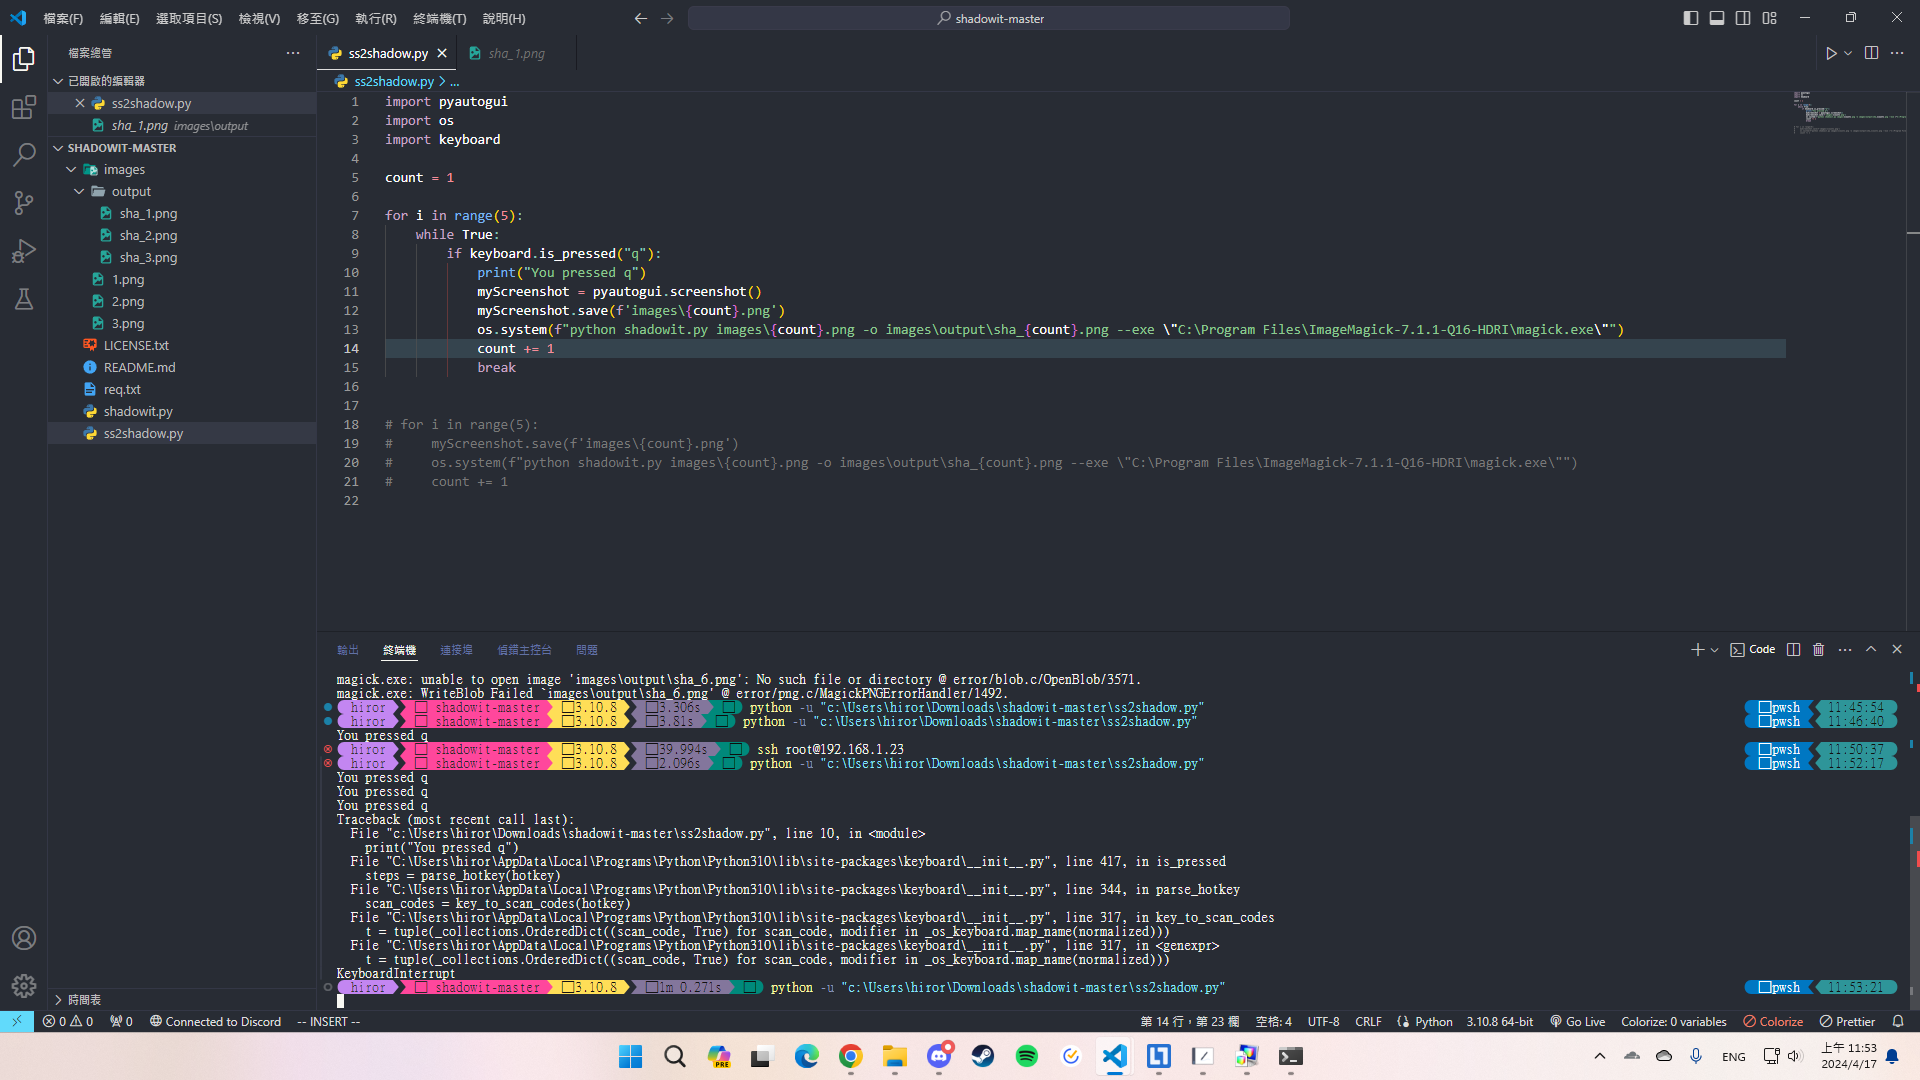 檔案(F) 編輯(E) 選取項目(S) 檢視(V) 移至(G) 執行(R) 終端機(T) 說明(H) shadowit-master
檔案總管
已開啟的編輯器
ss2shadow.py
sha_1.png images\output
SHADOWIT-MASTER
images
output
sha_1.png
sha_2.png
sha_3.png
1.png
2.png
3.png
LICENSE.txt
README.md
req.txt
shadowit.py
ss2shadow.py
時間表
ss2shadow.py sha_1.png
ss2shadow.py > ...
1 import pyautogui
2 import os
3 import keyboard
4
5 count = 1
6
7 for i in range(5):
8 while True:
9 if keyboard.is_pressed("q"):
10 print("You pressed q")
11 myScreenshot = pyautogui.screenshot()
12 myScreenshot.save(f'images\{count}.png')
13 os.system(f"python shadowit.py images\{count}.png -o images\output\sha_{count}.png --exe \"C:\Program Files\ImageMagick-7.1.1-Q16-HDRI\magick.exe\"")
14 count += 1
15 break
16
17
18 # for i in range(5):
19 # myScreenshot.save(f'images\{count}.png')
20 # os.system(f"python shadowit.py images\{count}.png -o images\output\sha_{count}.png --exe \"C:\Program Files\ImageMagick-7.1.1-Q16-HDRI\magick.exe\"")
21 # count += 1
22
輸出 終端機 連接埠 偵錯主控台 問題 Code
magick.exe: unable to open image 'images\output\sha_6.png': No such file or directory @ error/blob.c/OpenBlob/3571.
magick.exe: WriteBlob Failed `images\output\sha_6.png' @ error/png.c/MagickPNGErrorHandler/1492.
hiror shadowit-master 3.10.8 3.306s python -u "c:\Users\hiror\Downloads\shadowit-master\ss2shadow.py" pwsh 11:45:54
hiror shadowit-master 3.10.8 3.81s python -u "c:\Users\hiror\Downloads\shadowit-master\ss2shadow.py" pwsh 11:46:40
You pressed q
hiror shadowit-master 3.10.8 39.994s ssh root@192.168.1.23 pwsh 11:50:37
hiror shadowit-master 3.10.8 2.096s python -u "c:\Users\hiror\Downloads\shadowit-master\ss2shadow.py" pwsh 11:52:17
You pressed q
You pressed q
You pressed q
Traceback (most recent call last):
File "c:\Users\hiror\Downloads\shadowit-master\ss2shadow.py", line 10, in <module>
print("You pressed q")
File "C:\Users\hiror\AppData\Local\Programs\Python\Python310\lib\site-packages\keyboard\__init__.py", line 417, in is_pressed
steps = parse_hotkey(hotkey)
File "C:\Users\hiror\AppData\Local\Programs\Python\Python310\lib\site-packages\keyboard\__init__.py", line 344, in parse_hotkey
scan_codes = key_to_scan_codes(hotkey)
File "C:\Users\hiror\AppData\Local\Programs\Python\Python310\lib\site-packages\keyboard\__init__.py", line 317, in key_to_scan_codes
t = tuple(_collections.OrderedDict((scan_code, True) for scan_code, modifier in _os_keyboard.map_name(normalized)))
File "C:\Users\hiror\AppData\Local\Programs\Python\Python310\lib\site-packages\keyboard\__init__.py", line 317, in <genexpr>
t = tuple(_collections.OrderedDict((scan_code, True) for scan_code, modifier in _os_keyboard.map_name(normalized)))
KeyboardInterrupt
hiror shadowit-master 3.10.8 1m 0.271s python -u "c:\Users\hiror\Downloads\shadowit-master\ss2shadow.py" pwsh 11:53:21
0 0 0 Connected to Discord -- INSERT -- 第 14 行，第 23 欄 空格: 4 UTF-8 CRLF Python 3.10.8 64-bit Go Live Colorize: 0 variables Colorize Prettier
PRE ENG 上午 11:53
2024/4/17